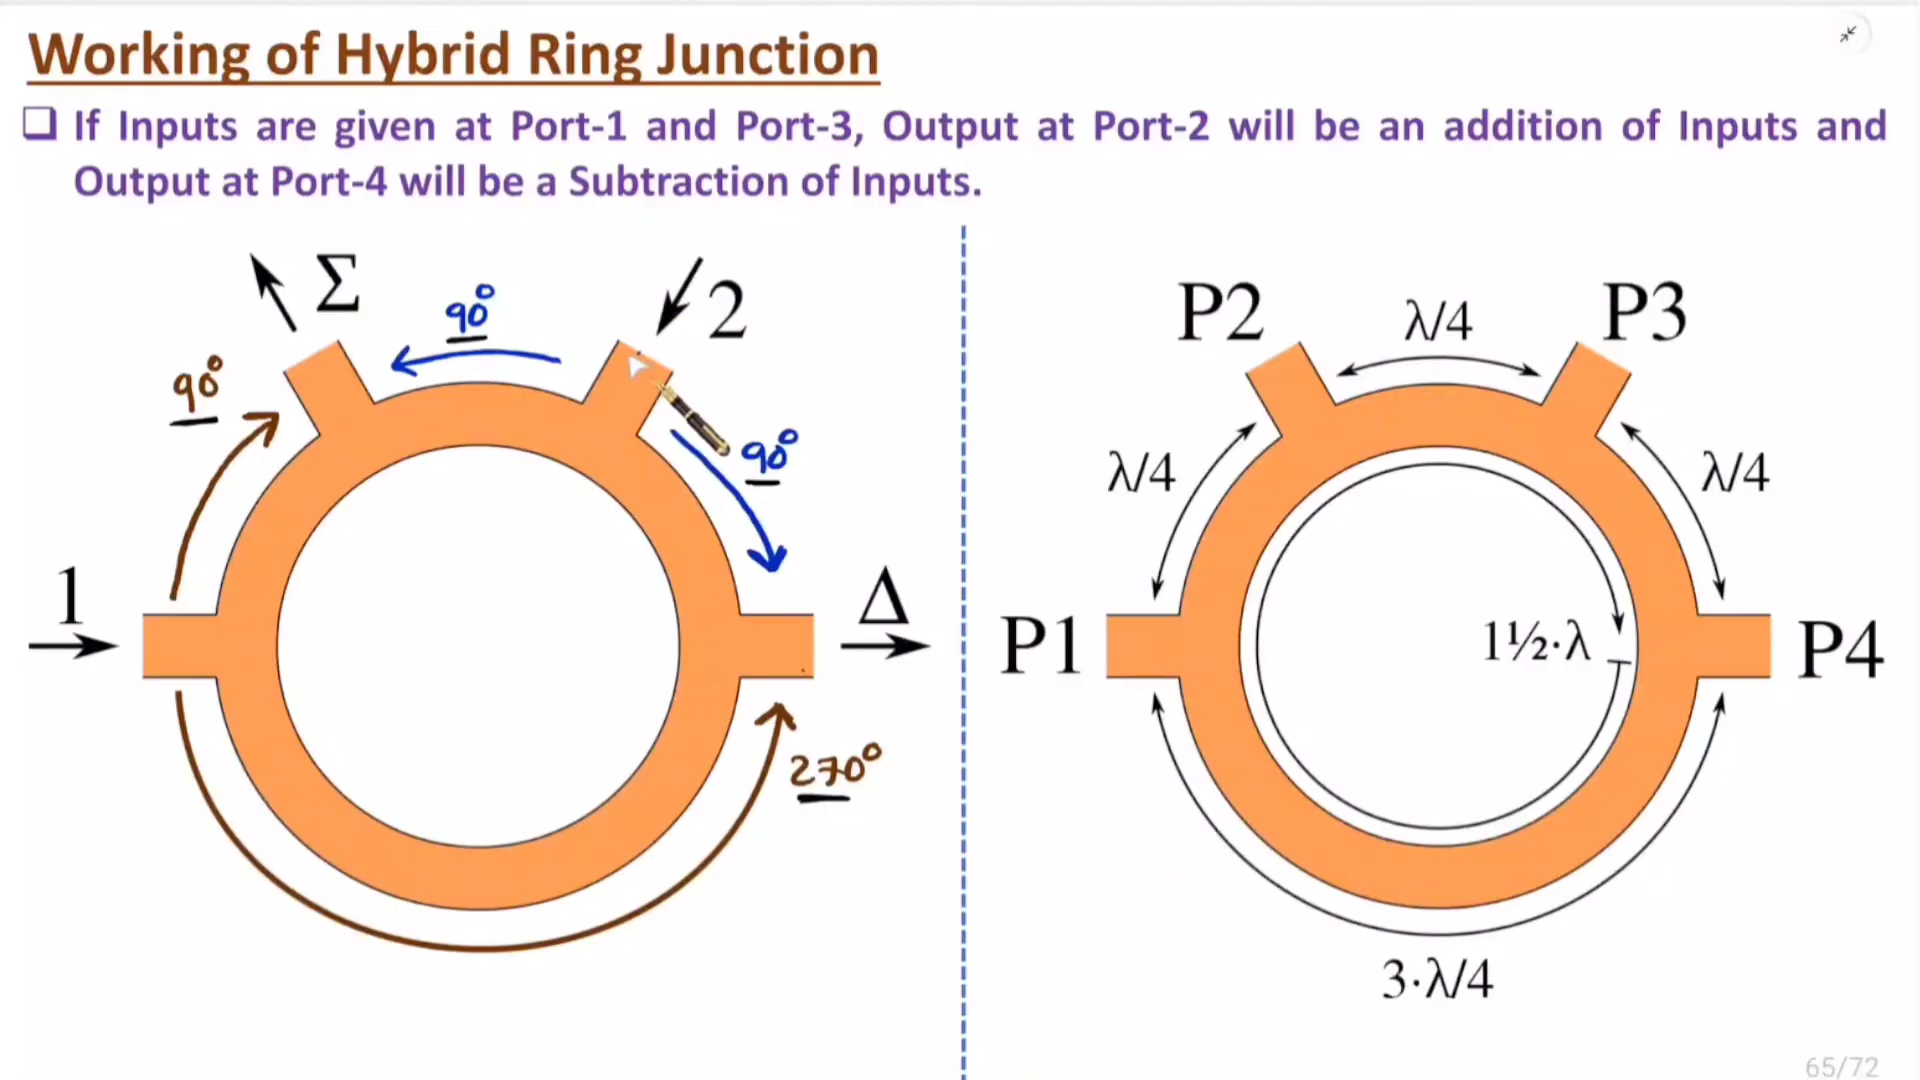 Working of Hybrid Ring Junction
❑ If Inputs are given at Port-1 and Port-3, Output at Port-2 will be an addition of Inputs and
Output at Port-4 will be a Subtraction of Inputs.
Σ
90°
2
90°
90°
1
Δ
270°
P2
λ/4
P3
λ/4
λ/4
P1
1½·λ
P4
3·λ/4
65/72